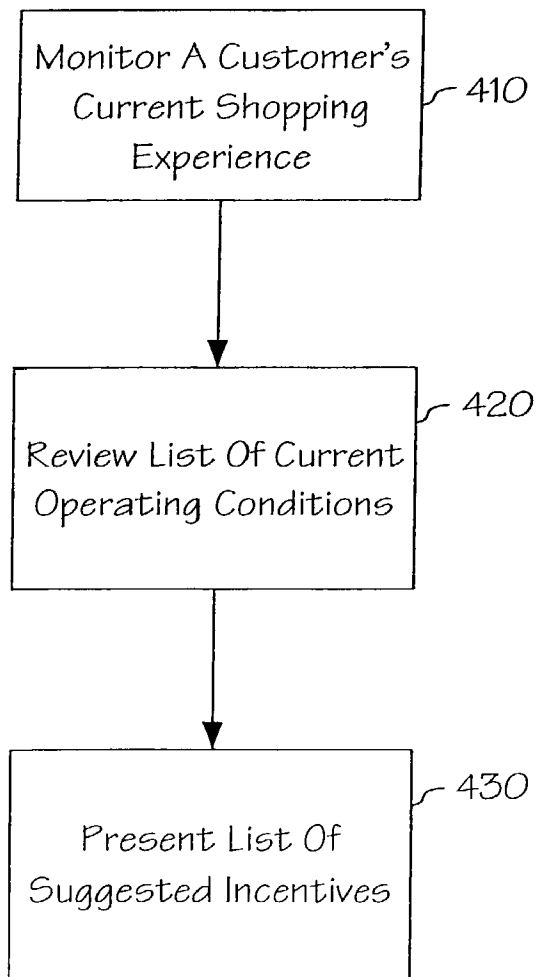 Monitor A Customer's
Current Shopping
Experience
410
Review List Of Current
Operating Conditions
420
Present List Of
Suggested Incentives
430